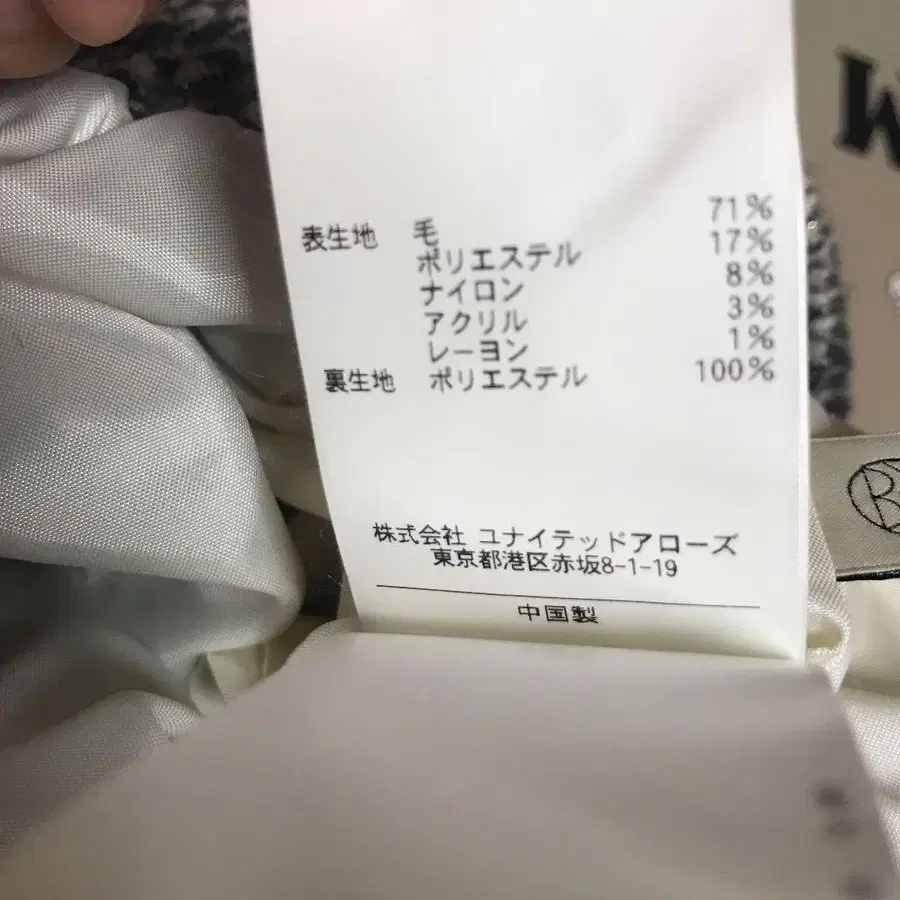 表生地 毛 71%
ポリエステル 17%
ナイロン 8%
アクリル 3%
レーヨン 1%
裏生地 ポリエステル 100%
株式会社 ユナイテッドアローズ
東京都港区赤坂8-1-19
中国製
M